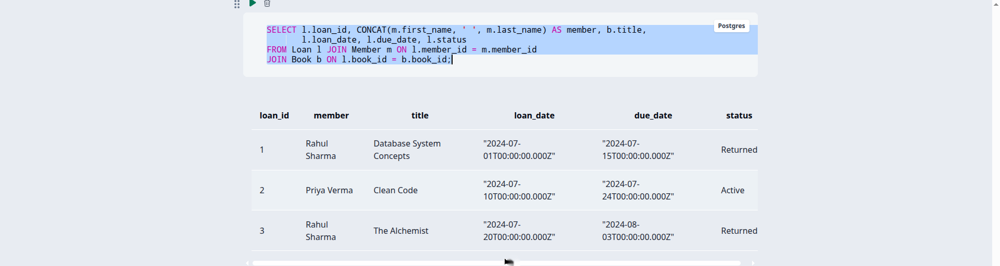 SELECT l.loan_id, CONCAT(m.first_name, ' ', m.last_name) AS member, b.title,
Postgres
l.loan_date, l.due_date, l.status
FROM Loan l JOIN Member m ON l.member_id = m.member_id
JOIN Book b ON l.book_id = b.book_id;
loan_id member title loan_date due_date status
1 Rahul Sharma Database System Concepts "2024-07-01T00:00:00.000Z" "2024-07-15T00:00:00.000Z" Returned
2 Priya Verma Clean Code "2024-07-10T00:00:00.000Z" "2024-07-24T00:00:00.000Z" Active
3 Rahul Sharma The Alchemist "2024-07-20T00:00:00.000Z" "2024-08-03T00:00:00.000Z" Returned